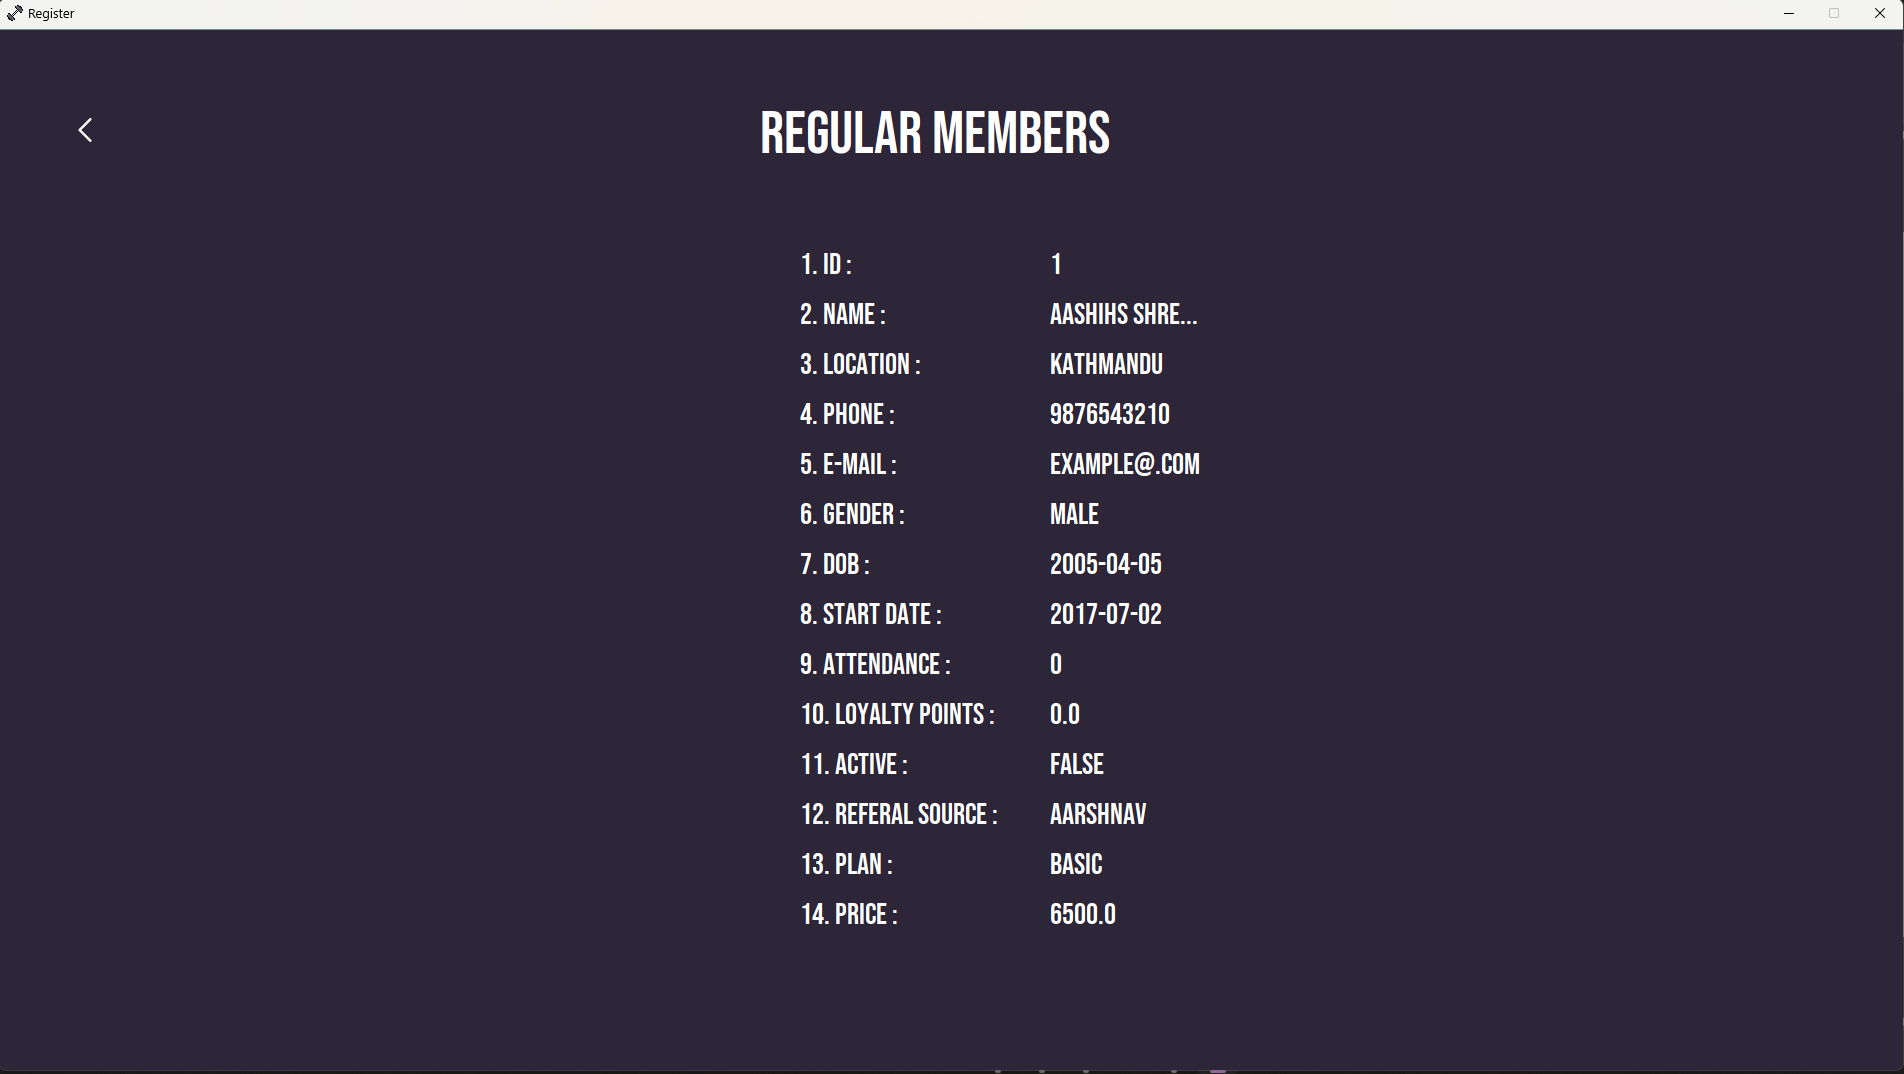 Register
REGULAR MEMBERS
1. ID : 1
2. NAME : AASHIHS SHRE...
3. LOCATION : KATHMANDU
4. PHONE : 9876543210
5. E-MAIL : EXAMPLE@.COM
6. GENDER : MALE
7. DOB : 2005-04-05
8. START DATE : 2017-07-02
9. ATTENDANCE : 0
10. LOYALTY POINTS : 0.0
11. ACTIVE : FALSE
12. REFERAL SOURCE : AARSHNAV
13. PLAN : BASIC
14. PRICE : 6500.0